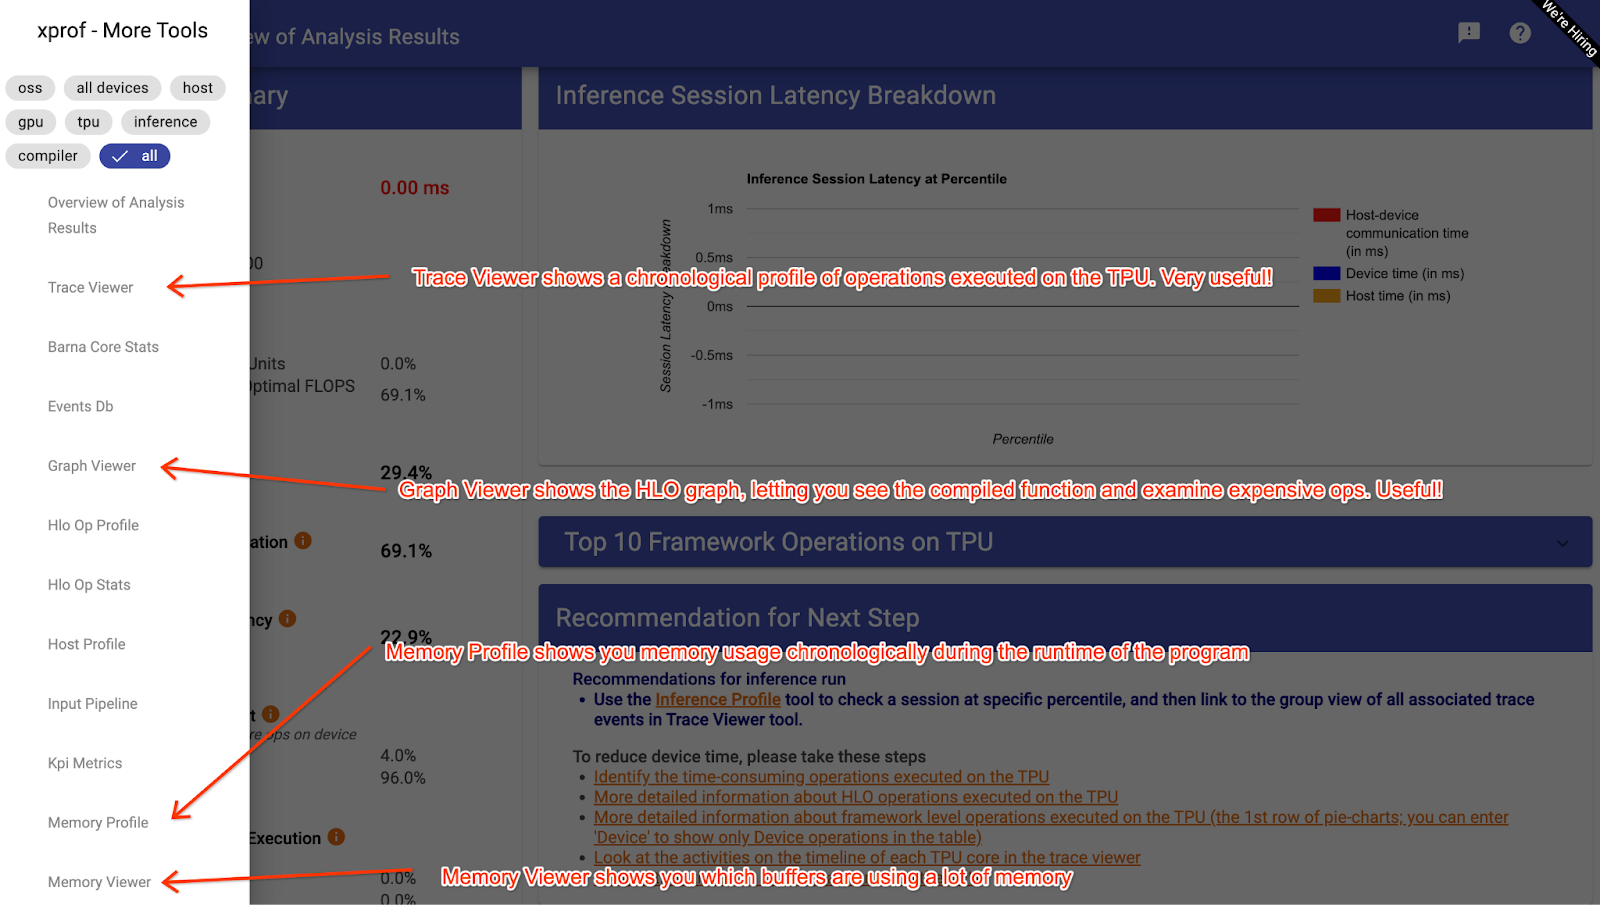 xprof - More Tools
ew of Analysis Results
We're Hiring
oss
all devices
host
gpu
tpu
inference
compiler
all
Overview of Analysis
Results
Trace Viewer
Barna Core Stats
Events Db
Graph Viewer
Hlo Op Profile
Hlo Op Stats
Host Profile
Input Pipeline
Kpi Metrics
Memory Profile
Memory Viewer
ary
0.00 ms
00
Units
0.0%
Optimal FLOPS
69.1%
29.4%
ation
69.1%
ncy
22.9%
t
re ops on device
4.0%
96.0%
Execution
0.0%
0.0%
Inference Session Latency Breakdown
Inference Session Latency at Percentile
Session Latency Breakdown
1ms
0.5ms
0ms
-0.5ms
-1ms
Percentile
Host-device
communication time
(in ms)
Device time (in ms)
Host time (in ms)
Trace Viewer shows a chronological profile of operations executed on the TPU. Very useful!
Graph Viewer shows the HLO graph, letting you see the compiled function and examine expensive ops. Useful!
Top 10 Framework Operations on TPU
Recommendation for Next Step
Memory Profile shows you memory usage chronologically during the runtime of the program
Recommendations for inference run
• Use the Inference Profile tool to check a session at specific percentile, and then link to the group view of all associated trace
events in Trace Viewer tool.
To reduce device time, please take these steps
• Identify the time-consuming operations executed on the TPU
• More detailed information about HLO operations executed on the TPU
• More detailed information about framework level operations executed on the TPU (the 1st row of pie-charts; you can enter
'Device' to show only Device operations in the table)
• Look at the activities on the timeline of each TPU core in the trace viewer
Memory Viewer shows you which buffers are using a lot of memory